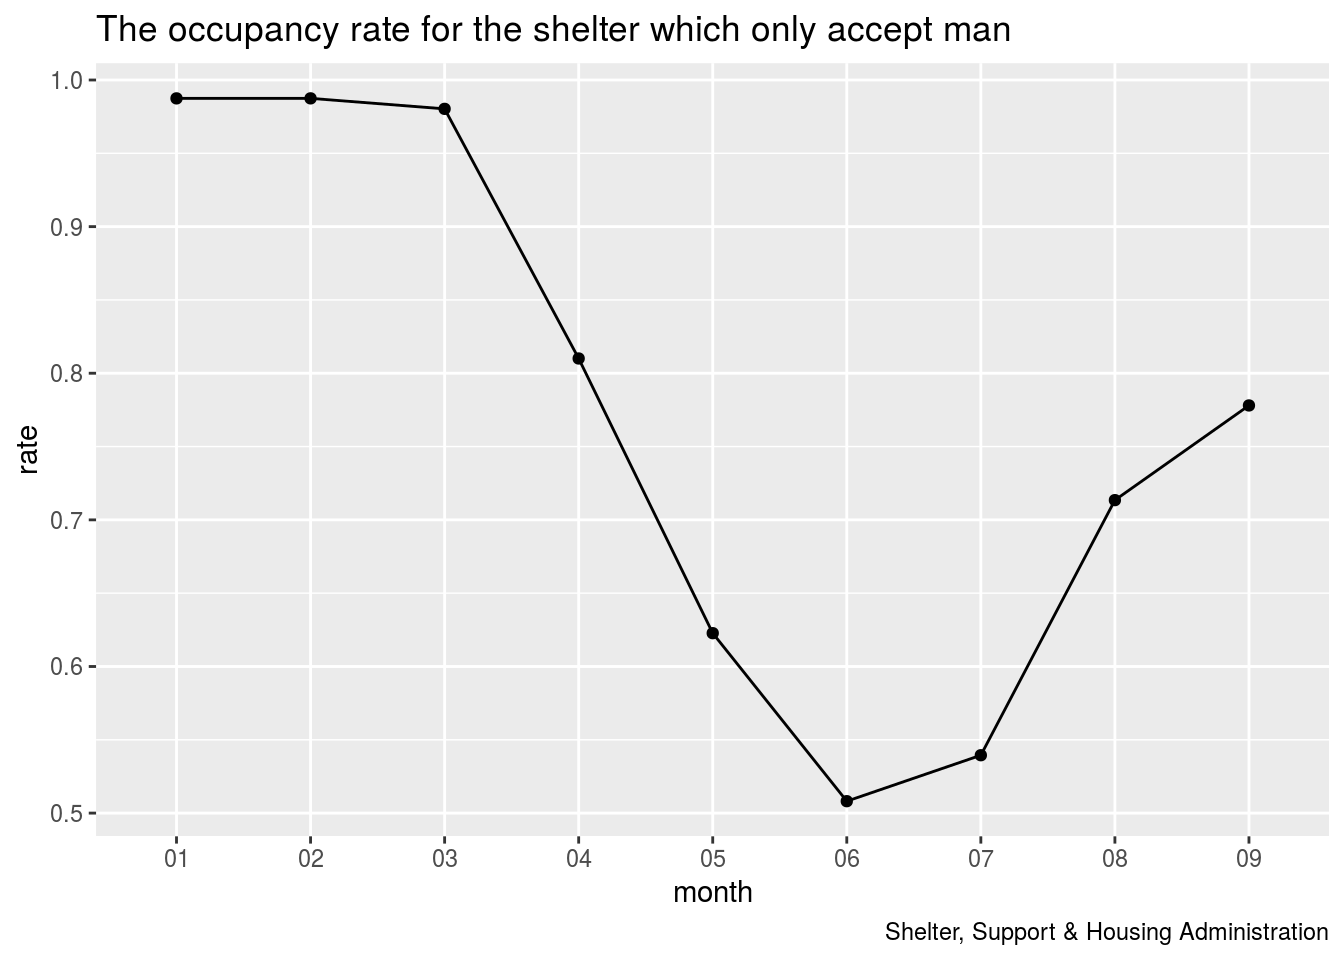 The occupancy rate for the shelter which only accept man
1.0
0.9
0.8
0.7
0.6
0.5
rate
01 02 03 04 05 06 07 08 09
month
Shelter, Support & Housing Administration